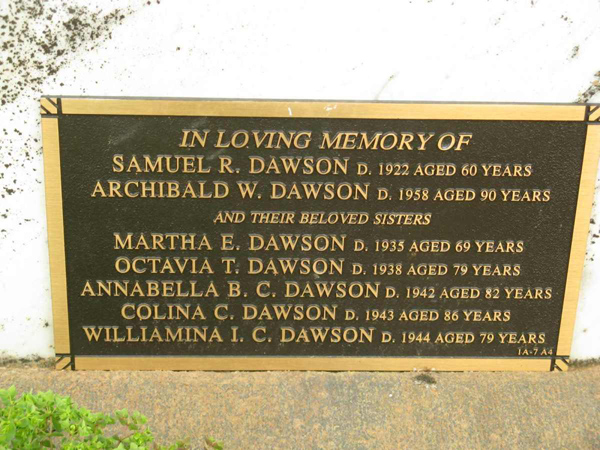 IN LOVING MEMORY OF
SAMUEL R. DAWSON D. 1922 AGED 60 YEARS
ARCHIBALD W. DAWSON D. 1958 AGED 90 YEARS
AND THEIR BELOVED SISTERS
MARTHA E. DAWSON D. 1935 AGED 69 YEARS
OCTAVIA T. DAWSON D. 1938 AGED 79 YEARS
ANNABELLA B. C. DAWSON D. 1942 AGED 82 YEARS
COLINA C. DAWSON D. 1943 AGED 86 YEARS
WILLIAMINA I. C. DAWSON D. 1944 AGED 79 YEARS
1A-7 A4